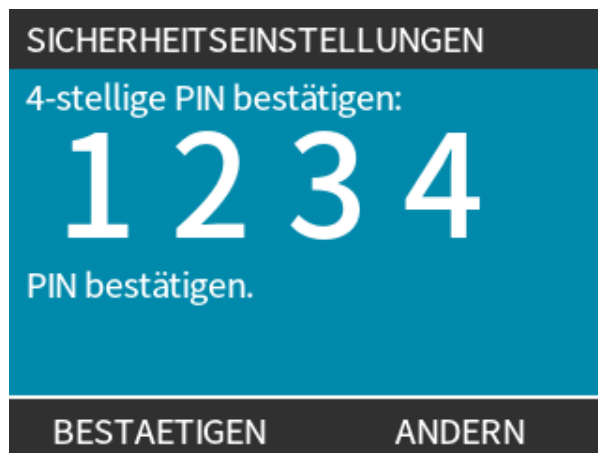 SICHERHEITSEINSTELLUNGEN
4-stellige PIN bestätigen:
1 2 3 4
PIN bestätigen.
BESTAETIGEN ANDERN